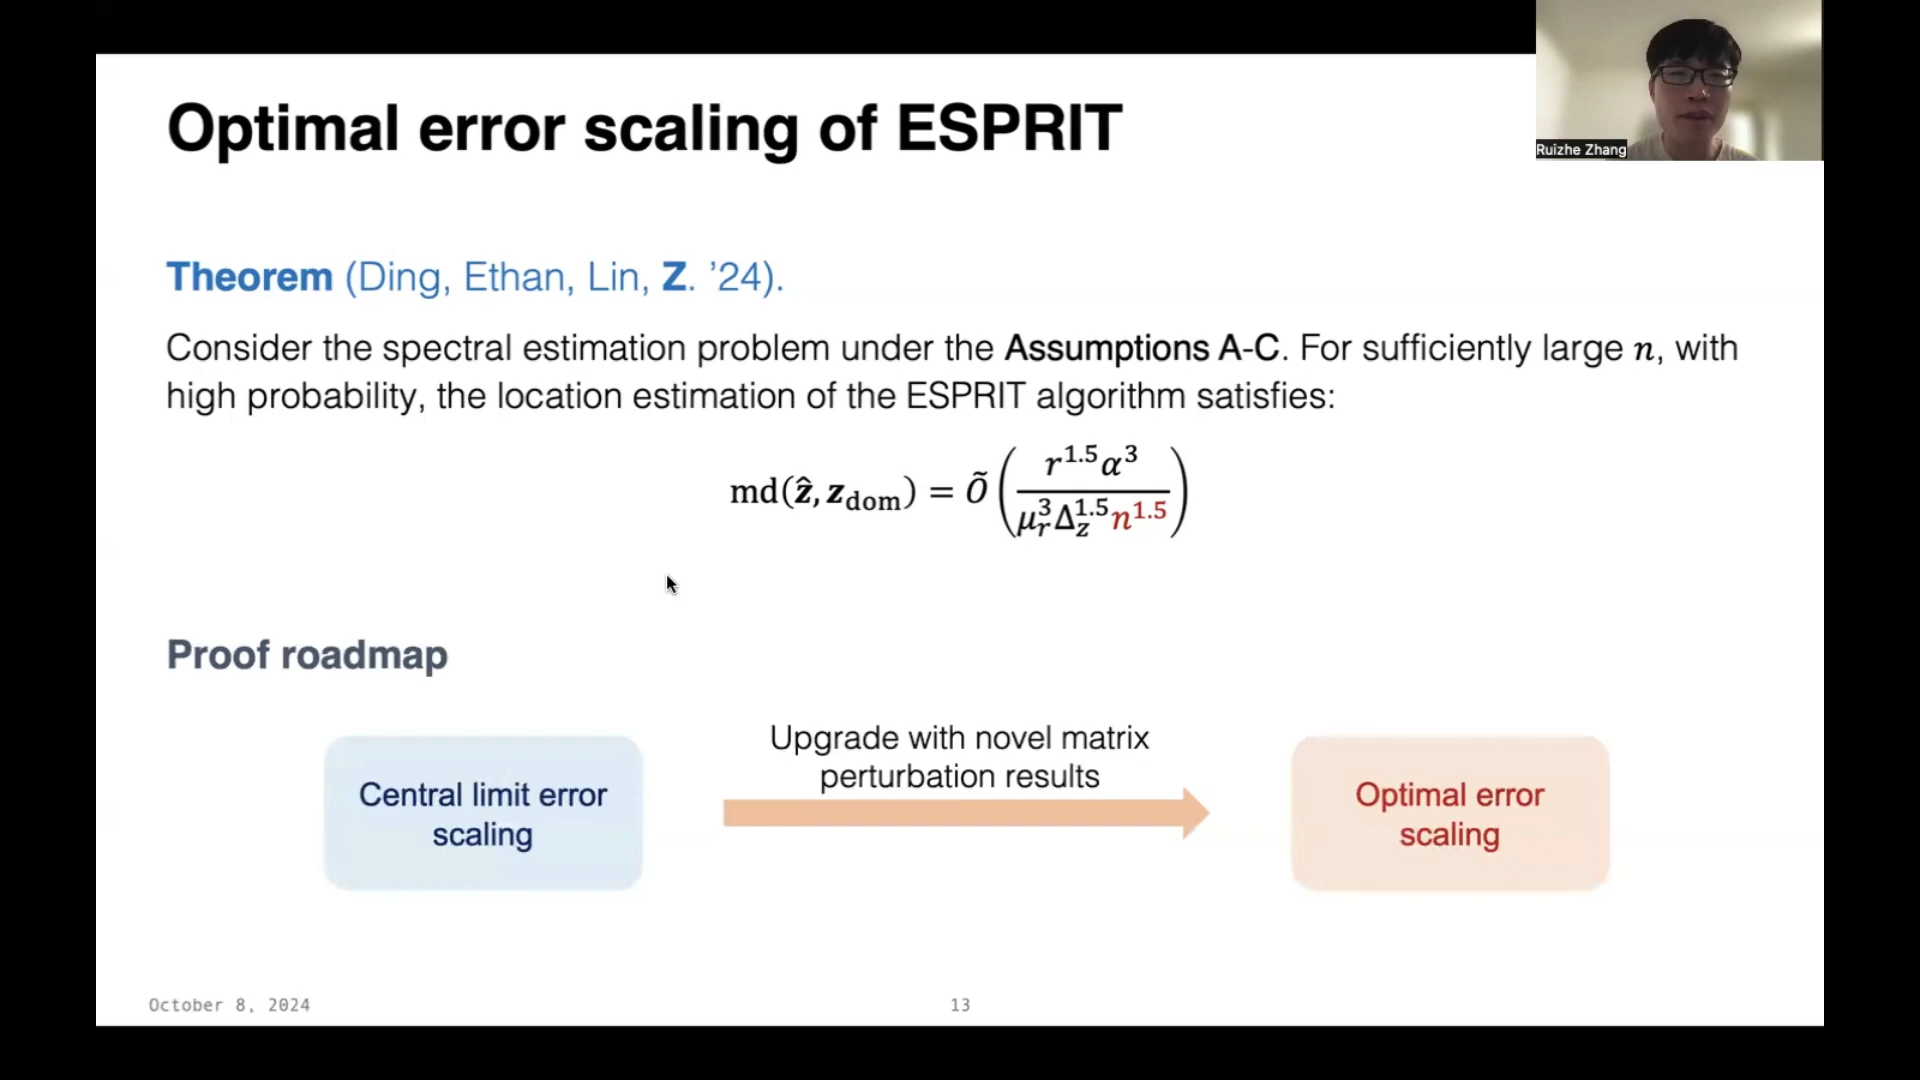 Optimal error scaling of ESPRIT
Ruizhe Zhang
Theorem (Ding, Ethan, Lin, Z. ’24).
Consider the spectral estimation problem under the Assumptions A-C. For sufficiently large n, with
high probability, the location estimation of the ESPRIT algorithm satisfies:
md(ẑ, z_dom) = Õ(r^1.5 α^3 / μ_r^3 Δ_z^1.5 n^1.5)
Proof roadmap
Upgrade with novel matrix
perturbation results
Central limit error
scaling
Optimal error
scaling
October 8, 2024
13